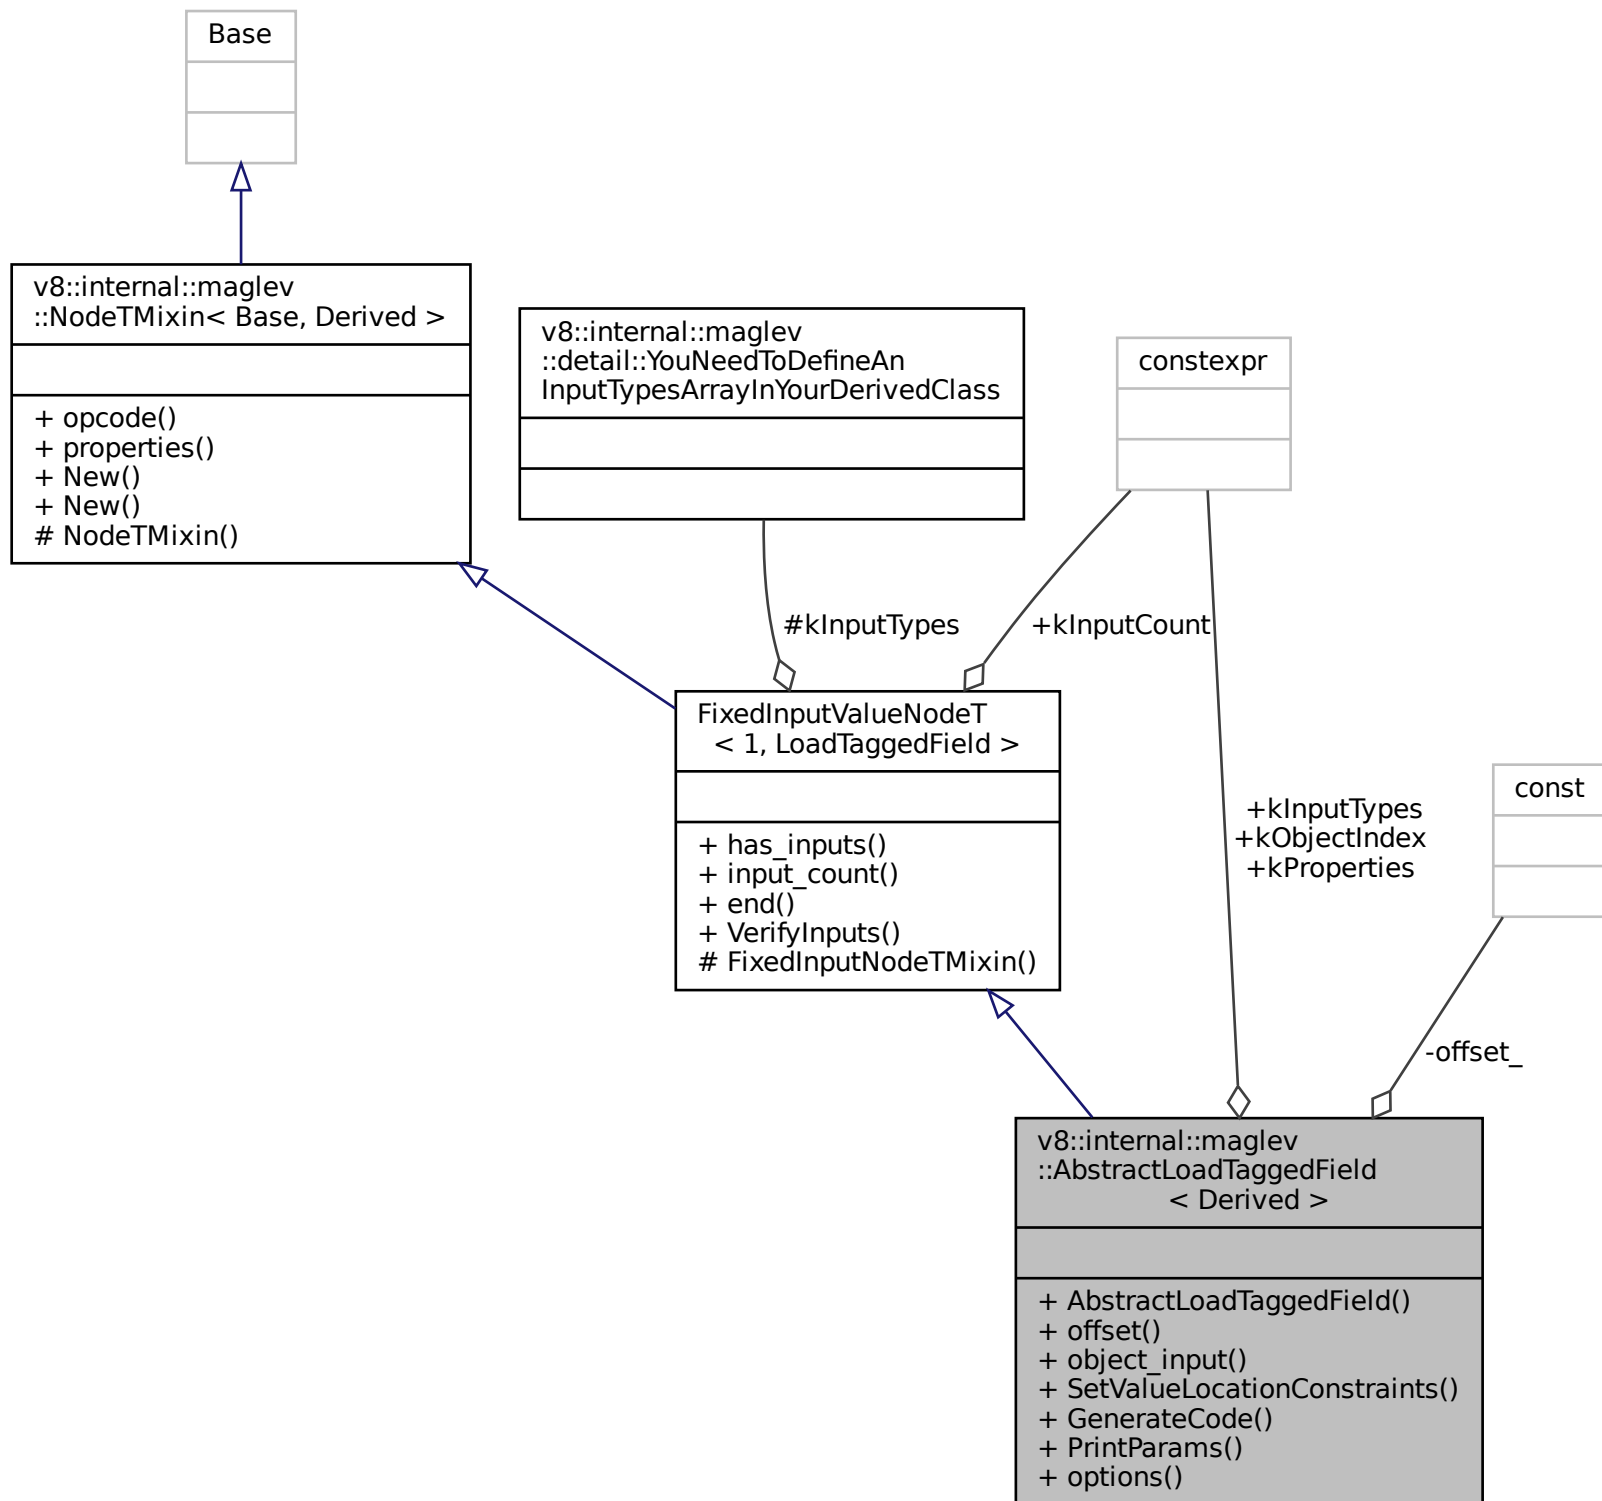 Base
v8::internal::maglev
::NodeTMixin< Base, Derived >
+ opcode()
+ properties()
+ New()
+ New()
# NodeTMixin()
v8::internal::maglev
::detail::YouNeedToDefineAn
InputTypesArrayInYourDerivedClass
constexpr
#kInputTypes
+kInputCount
FixedInputValueNodeT
< 1, LoadTaggedField >
+ has_inputs()
+ input_count()
+ end()
+ VerifyInputs()
# FixedInputNodeTMixin()
+kInputTypes
+kObjectIndex
+kProperties
const
-offset_
v8::internal::maglev
::AbstractLoadTaggedField
< Derived >
+ AbstractLoadTaggedField()
+ offset()
+ object_input()
+ SetValueLocationConstraints()
+ GenerateCode()
+ PrintParams()
+ options()